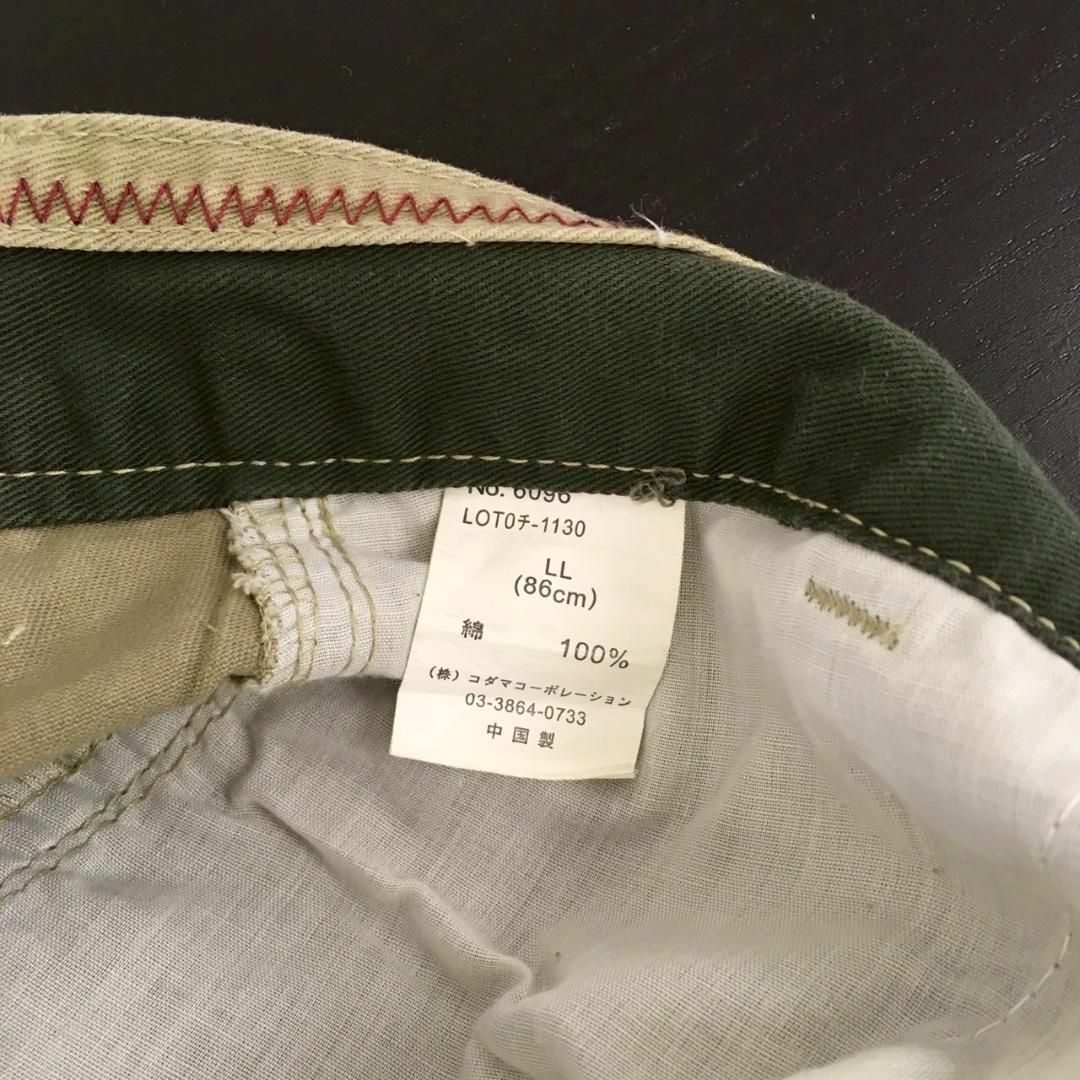 No. 6096
LOT0チ-1130
LL
(86cm)
綿 100%
(株) コダマコーポレーション
03-3864-0733
中国製